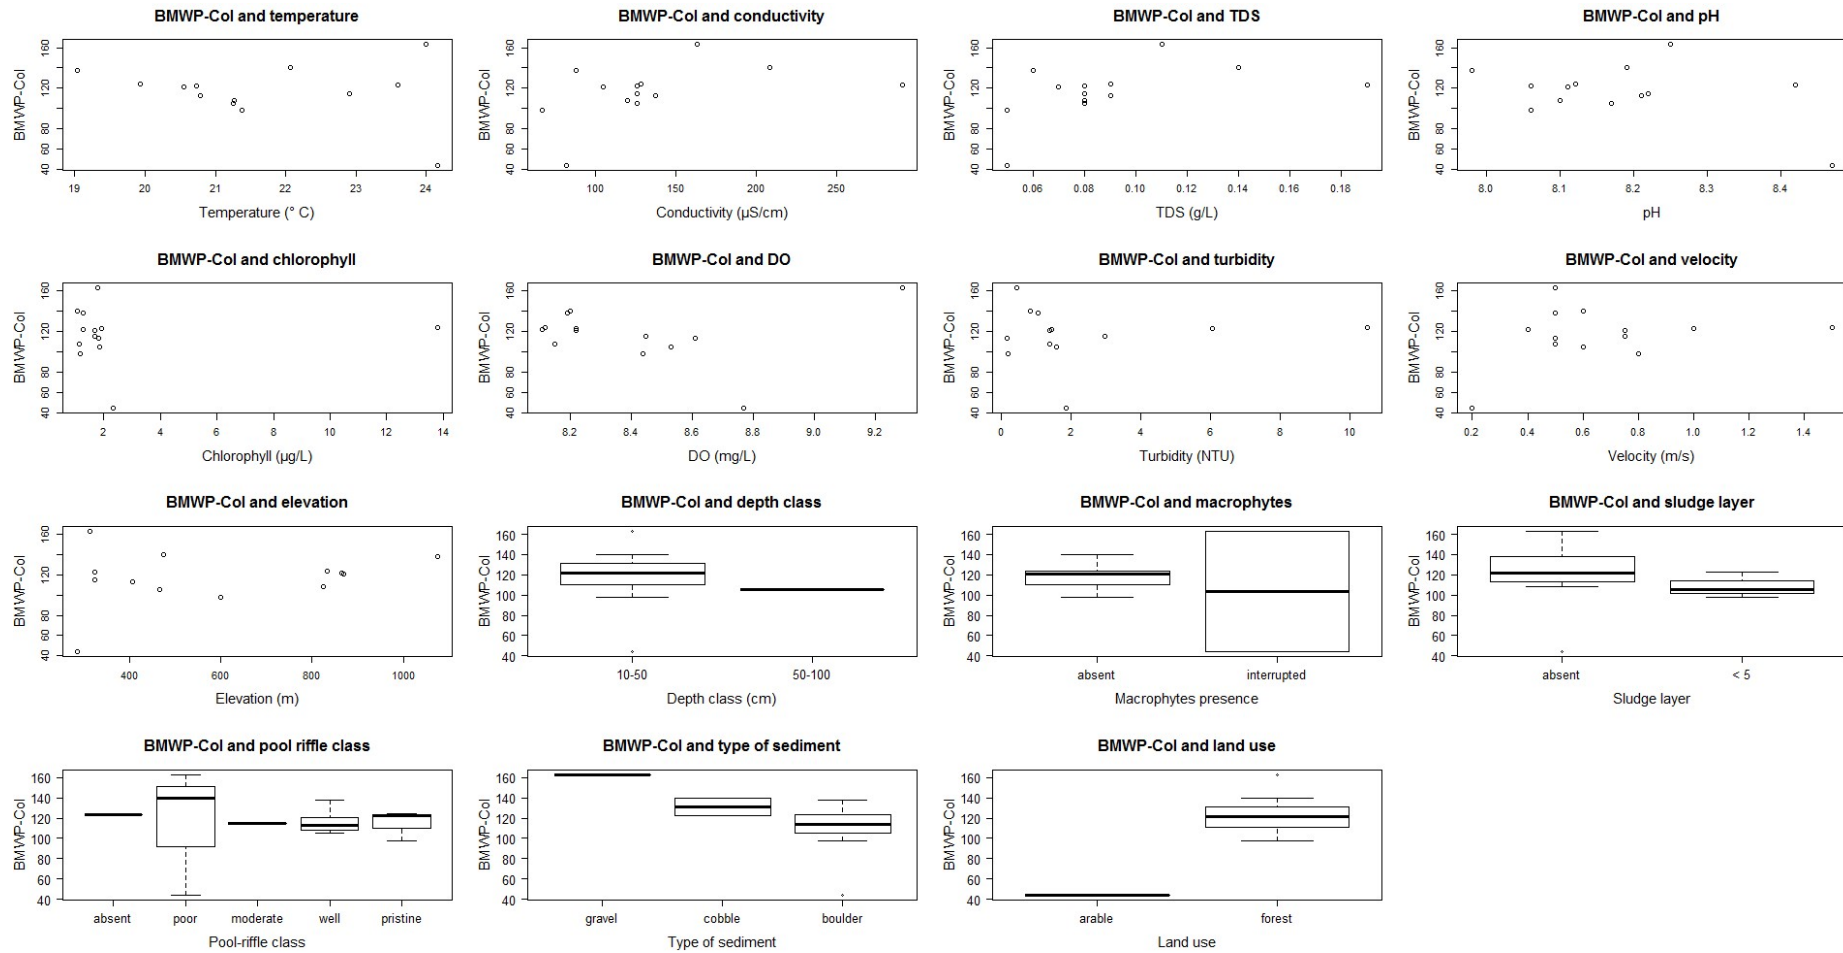 BMWP-Col and temperature
BMWP-Col
40 60 80 120 160
19 20 21 22 23 24
Temperature (° C)
BMWP-Col and conductivity
BMWP-Col
40 60 80 120 160
100 150 200 250
Conductivity (µS/cm)
BMWP-Col and TDS
BMWP-Col
40 60 80 120 160
0.06 0.08 0.10 0.12 0.14 0.16 0.18
TDS (g/L)
BMWP-Col and pH
BMWP-Col
40 60 80 120 160
8.0 8.1 8.2 8.3 8.4
pH
BMWP-Col and chlorophyll
BMWP-Col
40 60 80 120 160
2 4 6 8 10 12 14
Chlorophyll (µg/L)
BMWP-Col and DO
BMWP-Col
40 60 80 120 160
8.2 8.4 8.6 8.8 9.0 9.2
DO (mg/L)
BMWP-Col and turbidity
BMWP-Col
40 60 80 120 160
0 2 4 6 8 10
Turbidity (NTU)
BMWP-Col and velocity
BMWP-Col
40 60 80 120 160
0.2 0.4 0.6 0.8 1.0 1.2 1.4
Velocity (m/s)
BMWP-Col and elevation
BMWP-Col
40 60 80 120 160
400 600 800 1000
Elevation (m)
BMWP-Col and depth class
BMWP-Col
160
140
120
100
80
60
40
10-50 50-100
Depth class (cm)
BMWP-Col and macrophytes
BMWP-Col
160
140
120
100
80
60
40
absent interrupted
Macrophytes presence
BMWP-Col and sludge layer
BMWP-Col
160
140
120
100
80
60
40
absent < 5
Sludge layer
BMWP-Col and pool riffle class
BMWP-Col
160
140
120
100
80
60
40
absent poor moderate well pristine
Pool-riffle class
BMWP-Col and type of sediment
BMWP-Col
160
140
120
100
80
60
40
gravel cobble boulder
Type of sediment
BMWP-Col and land use
BMWP-Col
160
140
120
100
80
60
40
arable forest
Land use